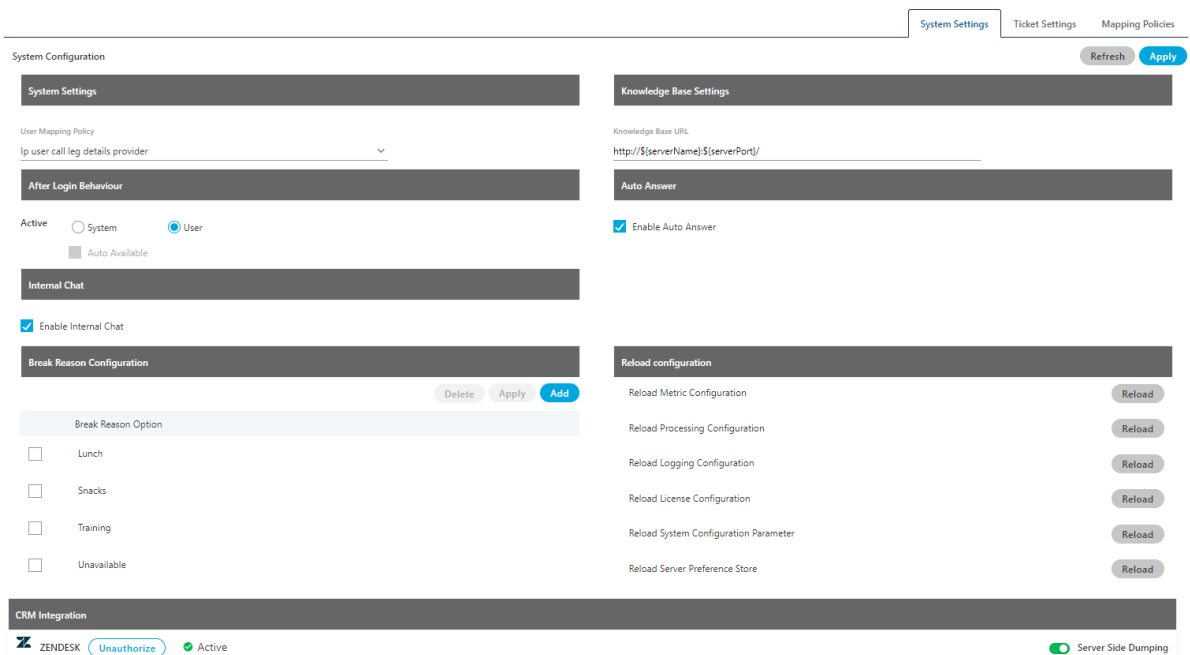 System Settings
Ticket Settings
Mapping Policies
System Configuration
Refresh
Apply
System Settings
User Mapping Policy
Ip user call leg details provider
Knowledge Base Settings
Knowledge Base URL
http://${serverName}:${serverPort}/
After Login Behaviour
Active
System
User
Auto Available
Auto Answer
Enable Auto Answer
Internal Chat
Enable Internal Chat
Break Reason Configuration
Delete
Apply
Add
Break Reason Option
Lunch
Snacks
Training
Unavailable
Reload configuration
Reload Metric Configuration
Reload
Reload Processing Configuration
Reload
Reload Logging Configuration
Reload
Reload License Configuration
Reload
Reload System Configuration Parameter
Reload
Reload Server Preference Store
Reload
CRM Integration
ZENDESK
Unauthorize
Active
Server Side Dumping